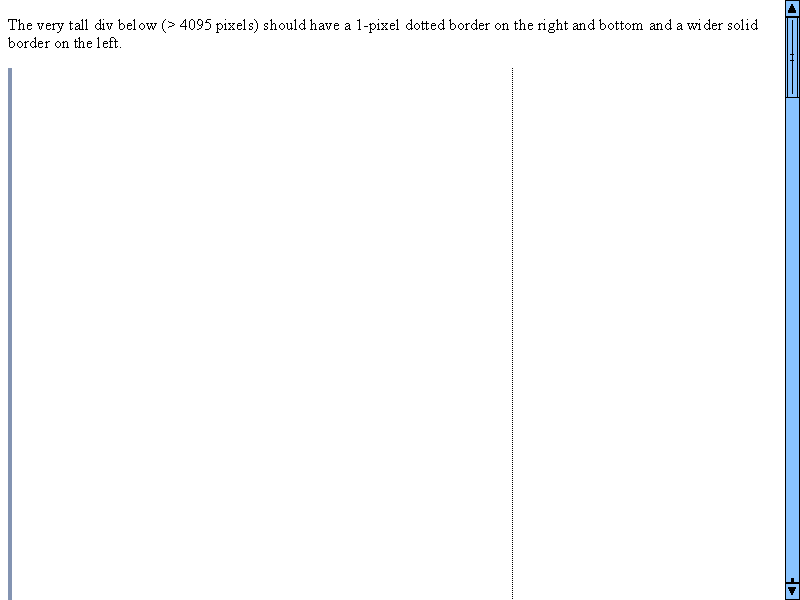 The very tall div below (> 4095 pixels) should have a 1-pixel dotted border on the right and bottom and a wider solid
border on the left.